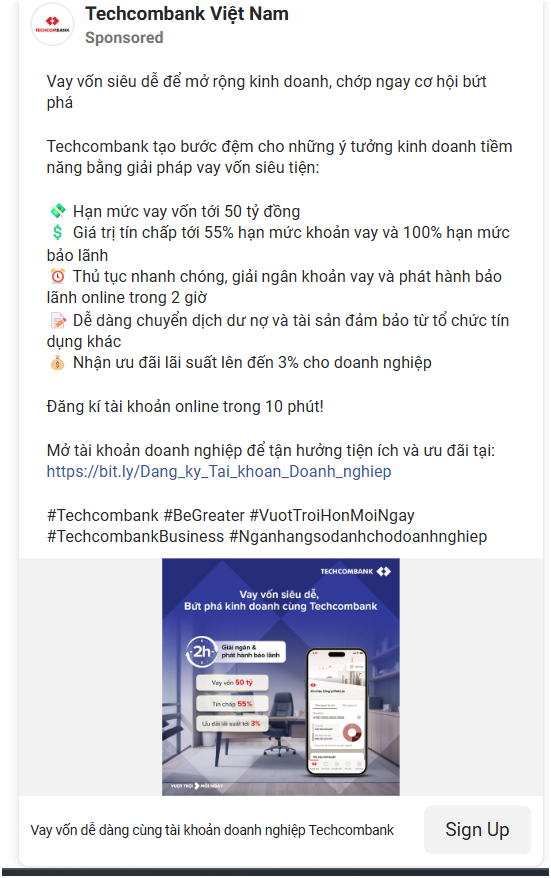 TECHCOMBANK
Techcombank Việt Nam
Sponsored
Vay vốn siêu dễ để mở rộng kinh doanh, chớp ngay cơ hội bứt
phá
Techcombank tạo bước đệm cho những ý tưởng kinh doanh tiềm
năng bằng giải pháp vay vốn siêu tiện:
💸 Hạn mức vay vốn tới 50 tỷ đồng
💲 Giá trị tín chấp tới 55% hạn mức khoản vay và 100% hạn mức
bảo lãnh
⏰ Thủ tục nhanh chóng, giải ngân khoản vay và phát hành bảo
lãnh online trong 2 giờ
📝 Dễ dàng chuyển dịch dư nợ và tài sản đảm bảo từ tổ chức tín
dụng khác
💰 Nhận ưu đãi lãi suất lên đến 3% cho doanh nghiệp
Đăng kí tài khoản online trong 10 phút!
Mở tài khoản doanh nghiệp để tận hưởng tiện ích và ưu đãi tại:
https://bit.ly/Dang_ky_Tai_khoan_Doanh_nghiep
#Techcombank #BeGreater #VuotTroiHonMoiNgay
#TechcombankBusiness #Nganhangsodanhchodoanhnghiep
TECHCOMBANK
Vay vốn siêu dễ,
Bứt phá kinh doanh cùng Techcombank
2h
Giải ngân &
phát hành bảo lãnh
Vay vốn 50 tỷ
Tín chấp 55%
Ưu đãi lãi suất tới 3%
VƯỢT TRỘI MỖI NGÀY
Vay vốn dễ dàng cùng tài khoản doanh nghiệp Techcombank
Sign Up